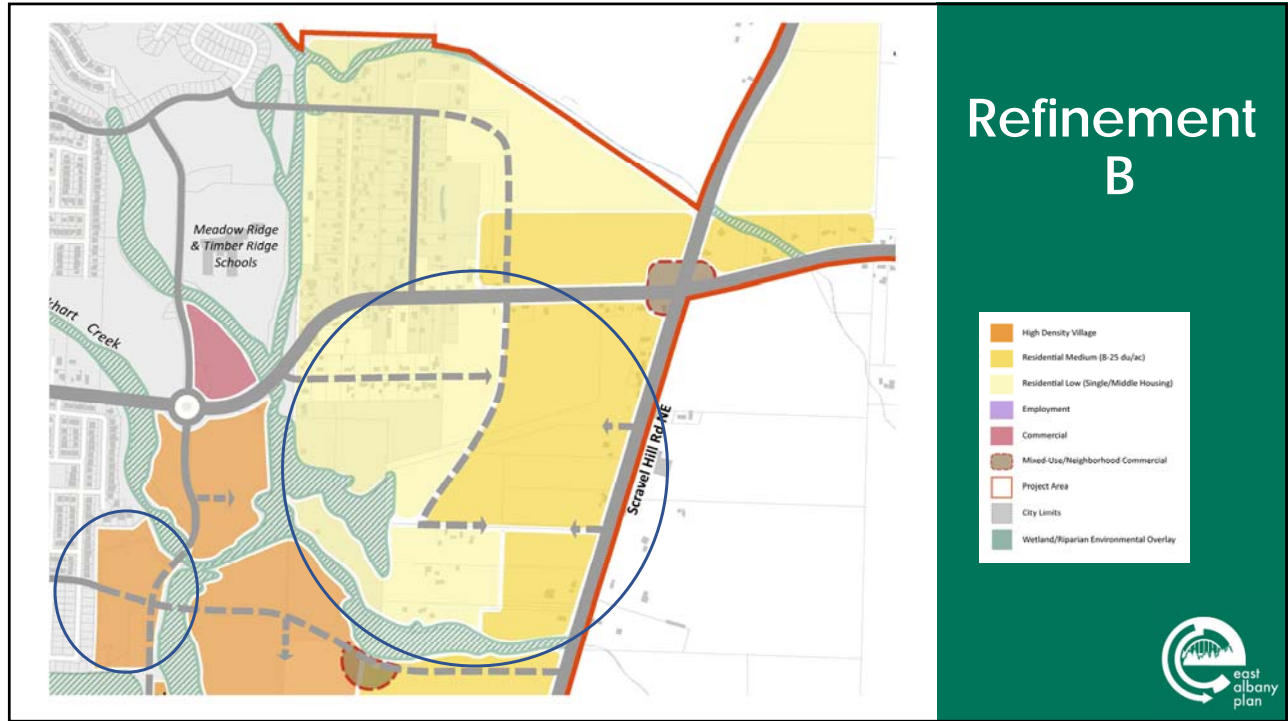 Refinement
B
Meadow Ridge
& Timber Ridge
Schools
khart Creek
Scravel Hill Rd NE
High Density Village
Residential Medium (8-25 du/ac)
Residential Low (Single/Middle Housing)
Employment
Commercial
Mixed-Use/Neighborhood Commercial
Project Area
City Limits
Wetland/Riparian Environmental Overlay
east
albany
plan